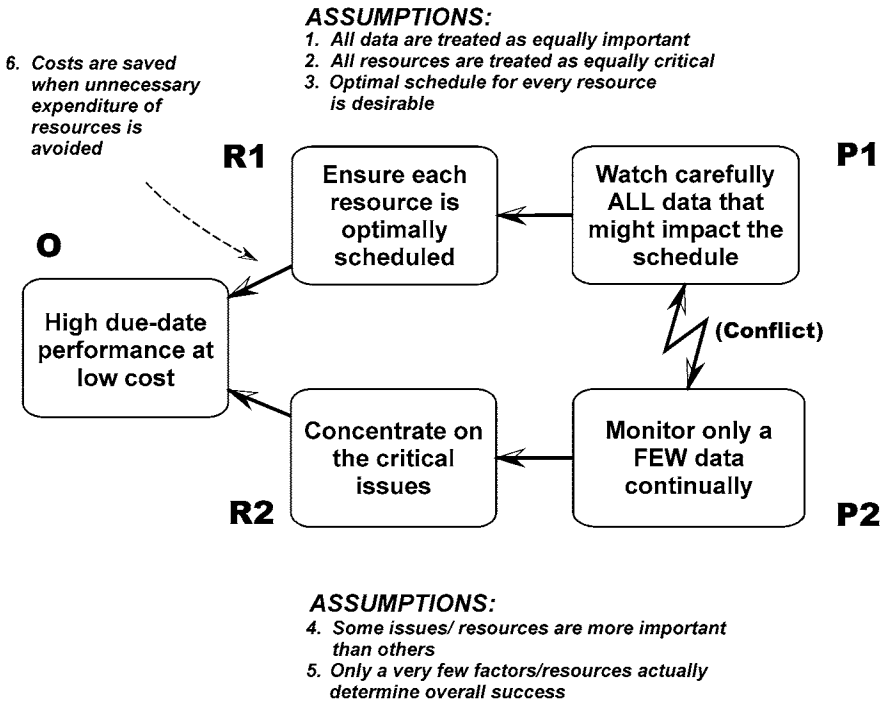 ASSUMPTIONS:
1. All data are treated as equally important
2. All resources are treated as equally critical
3. Optimal schedule for every resource
is desirable
6. Costs are saved
when unnecessary
expenditure of
resources is
avoided
R1
Ensure each
resource is
optimally
scheduled
P1
Watch carefully
ALL data that
might impact the
schedule
O
High due-date
performance at
low cost
(Conflict)
R2
Concentrate on
the critical
issues
P2
Monitor only a
FEW data
continually
ASSUMPTIONS:
4. Some issues/ resources are more important
than others
5. Only a very few factors/resources actually
determine overall success